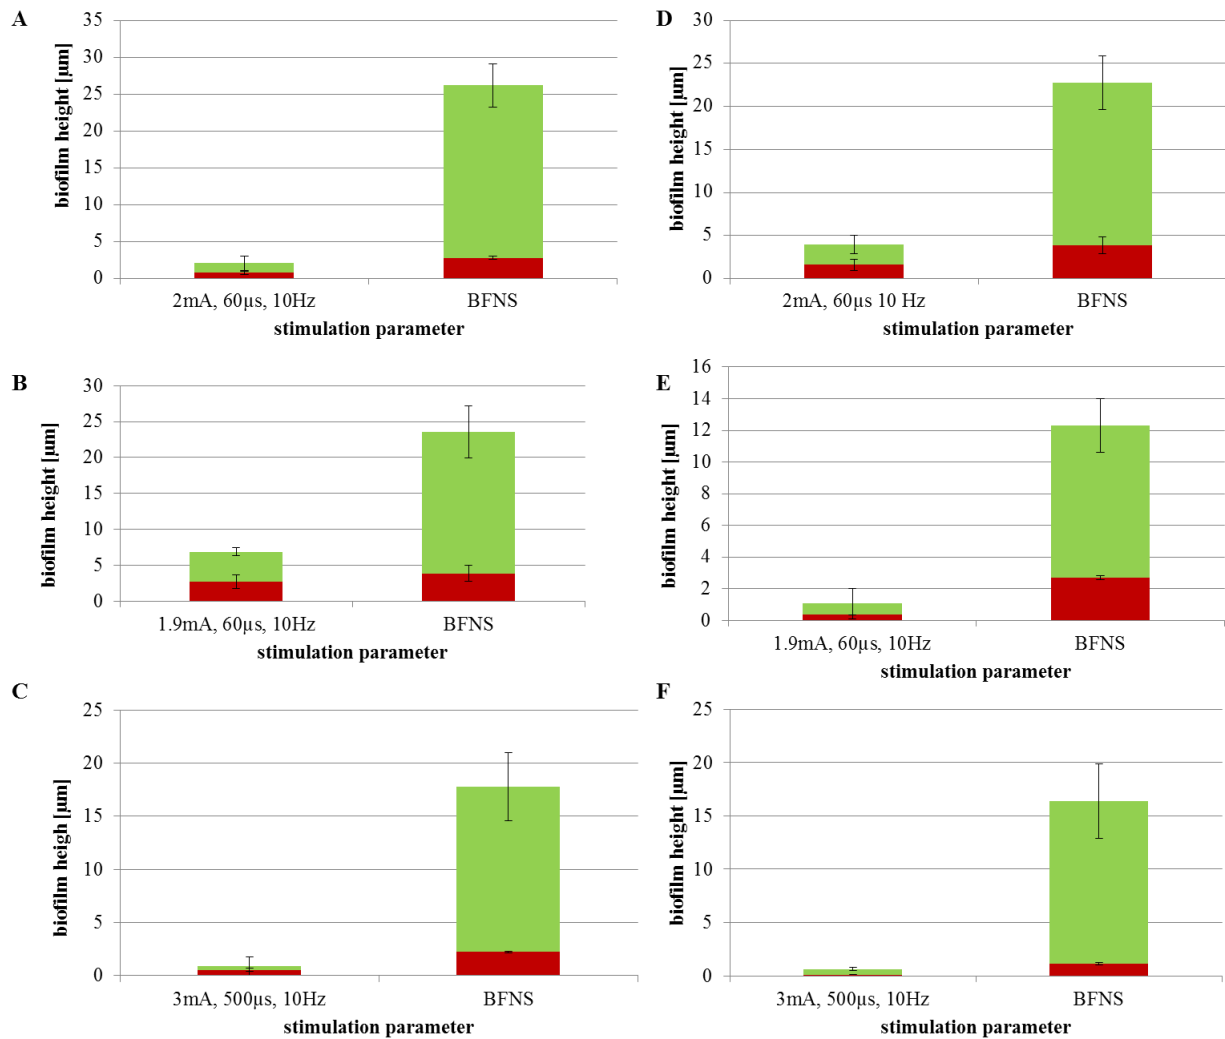 A
biofilm height [µm]
35
30
25
20
15
10
5
0
2mA, 60µs, 10Hz
BFNS
stimulation parameter
D
biofilm height [µm]
30
25
20
15
10
5
0
2mA, 60µs 10 Hz
BFNS
stimulation parameter
B
biofilm height [µm]
30
25
20
15
10
5
0
1.9mA, 60µs, 10Hz
BFNS
stimulation parameter
E
biofilm height [µm]
16
14
12
10
8
6
4
2
0
1.9mA, 60µs, 10Hz
BFNS
stimulation parameter
C
biofilm heigh [µm]
25
20
15
10
5
0
3mA, 500µs, 10Hz
BFNS
stimulation parameter
F
biofilm height [µm]
25
20
15
10
5
0
3mA, 500µs, 10Hz
BFNS
stimulation parameter